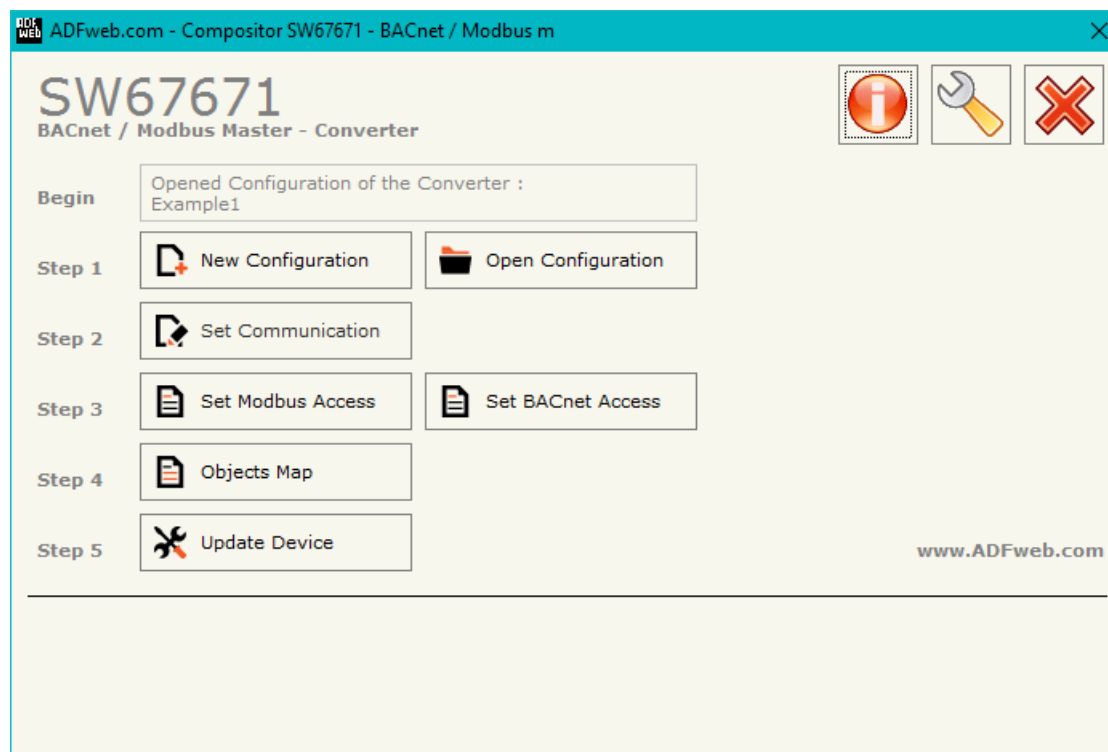 ADF
WEB
ADFweb.com - Compositor SW67671 - BACnet / Modbus m
SW67671
BACnet / Modbus Master - Converter
Begin
Opened Configuration of the Converter :
Example1
Step 1
New Configuration
Open Configuration
Step 2
Set Communication
Step 3
Set Modbus Access
Set BACnet Access
Step 4
Objects Map
Step 5
Update Device
www.ADFweb.com